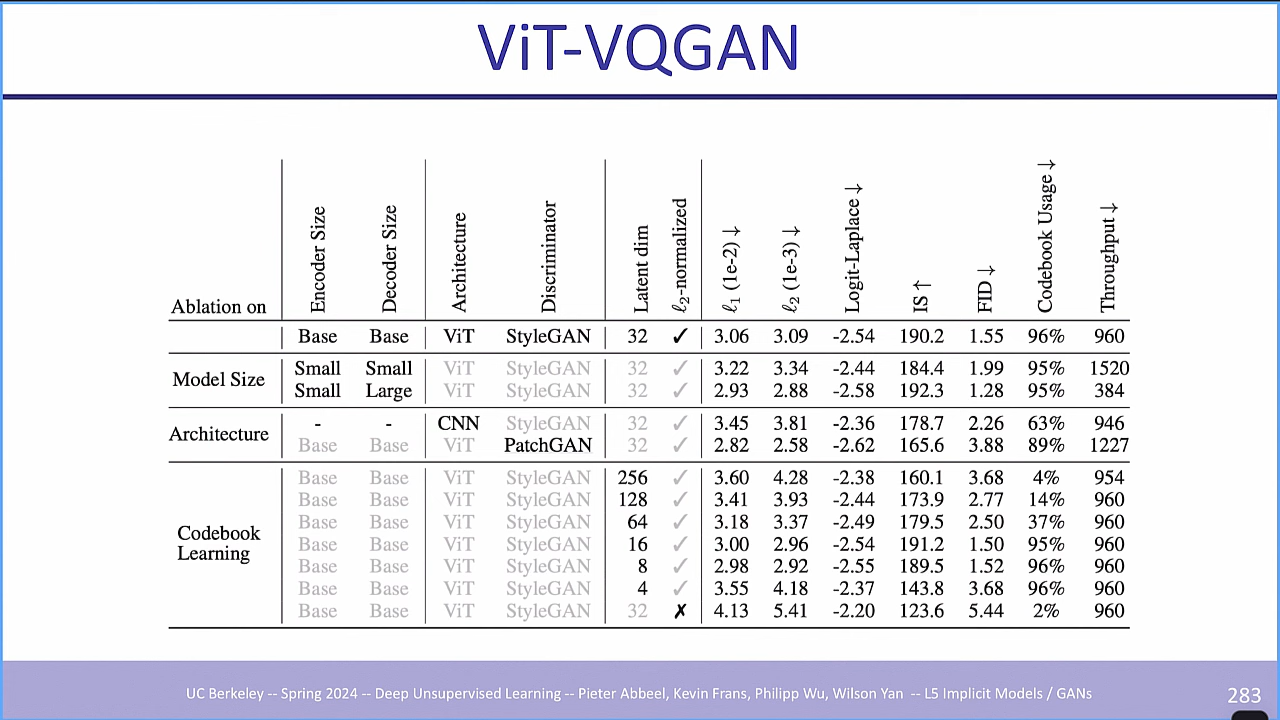 ViT-VQGAN
Ablation on Encoder Size Decoder Size Architecture Discriminator Latent dim ℓ2-normalized ℓ1 (1e-2) ↓ ℓ2 (1e-3) ↓ Logit-Laplace ↓ IS ↑ FID ↓ Codebook Usage ↓ Throughput ↓
Base Base ViT StyleGAN 32 ✓ 3.06 3.09 -2.54 190.2 1.55 96% 960
Model Size
Small Small ViT StyleGAN 32 ✓ 3.22 3.34 -2.44 184.4 1.99 95% 1520
Small Large ViT StyleGAN 32 ✓ 2.93 2.88 -2.58 192.3 1.28 95% 384
Architecture
- - CNN StyleGAN 32 ✓ 3.45 3.81 -2.36 178.7 2.26 63% 946
Base Base ViT PatchGAN 32 ✓ 2.82 2.58 -2.62 165.6 3.88 89% 1227
Codebook
Learning
Base Base ViT StyleGAN 256 ✓ 3.60 4.28 -2.38 160.1 3.68 4% 954
Base Base ViT StyleGAN 128 ✓ 3.41 3.93 -2.44 173.9 2.77 14% 960
Base Base ViT StyleGAN 64 ✓ 3.18 3.37 -2.49 179.5 2.50 37% 960
Base Base ViT StyleGAN 16 ✓ 3.00 2.96 -2.54 191.2 1.50 95% 960
Base Base ViT StyleGAN 8 ✓ 2.98 2.92 -2.55 189.5 1.52 96% 960
Base Base ViT StyleGAN 4 ✓ 3.55 4.18 -2.37 143.8 3.68 96% 960
Base Base ViT StyleGAN 32 ✗ 4.13 5.41 -2.20 123.6 5.44 2% 960
UC Berkeley -- Spring 2024 -- Deep Unsupervised Learning -- Pieter Abbeel, Kevin Frans, Philipp Wu, Wilson Yan -- L5 Implicit Models / GANs
283